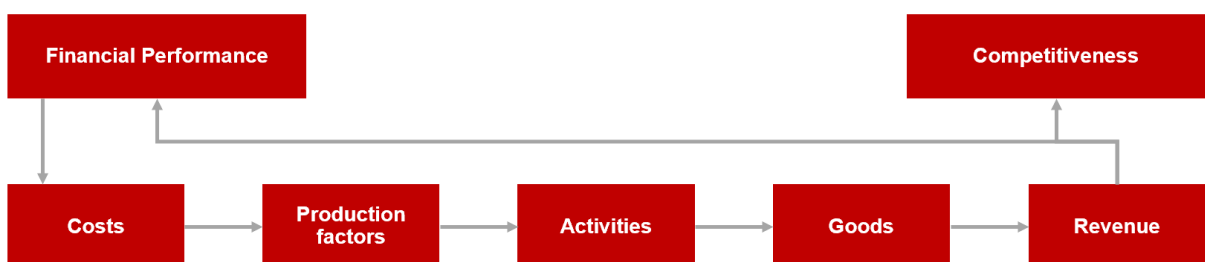 Financial Performance
Competitiveness
Costs
Production
factors
Activities
Goods
Revenue